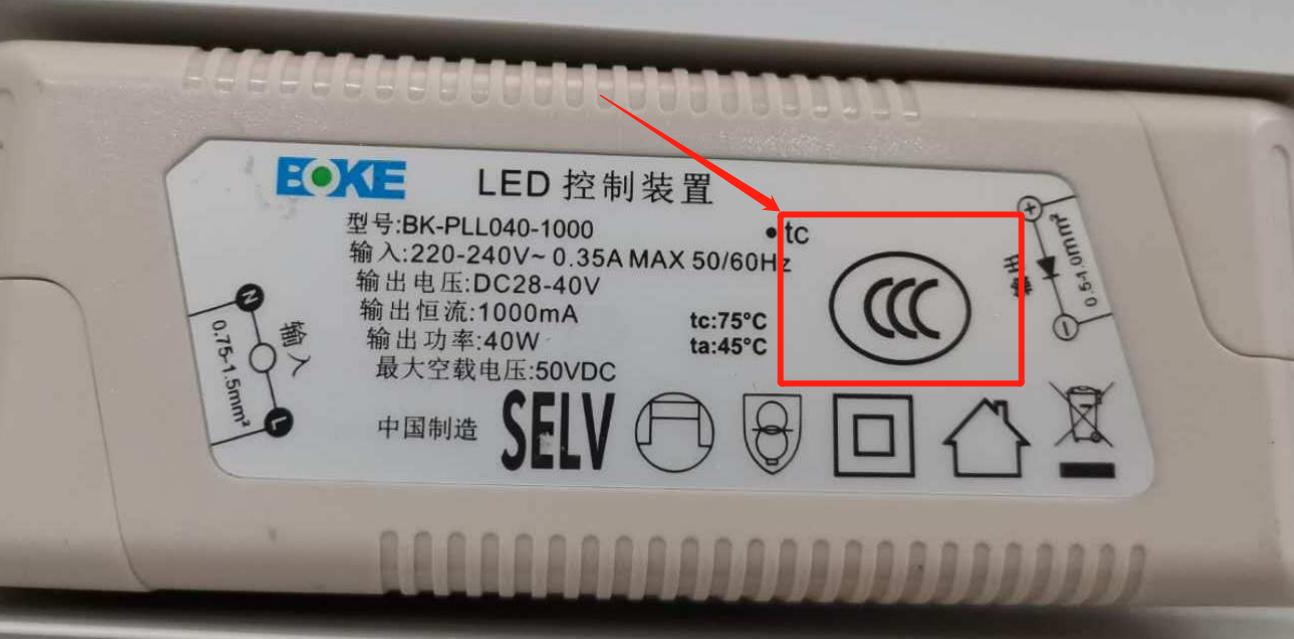 BOKE LED 控制装置
型号:BK-PLL040-1000
•tc
输入:220-240V~ 0.35A MAX 50/60Hz
输出电压:DC28-40V
输出恒流:1000mA
输出功率:40W
最大空载电压:50VDC
tc:75°C
ta:45°C
CCC
N
输入
0.75-1.5mm²
L
输出
0.5-1.0mm²
中国制造
SELV